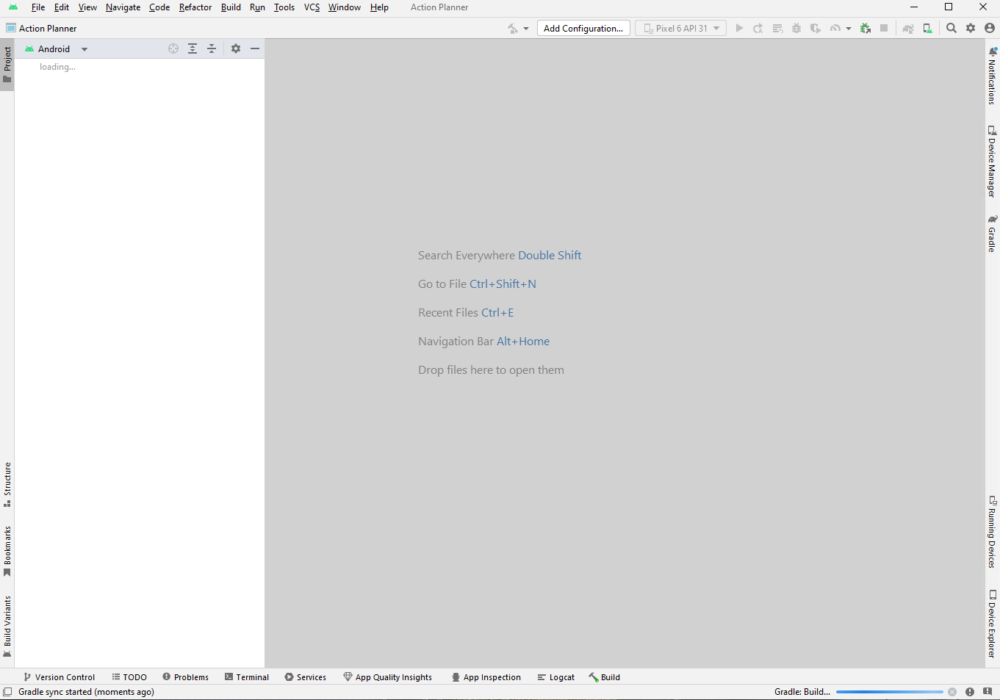 File Edit View Navigate Code Refactor Build Run Tools VCS Window Help Action Planner
Action Planner Add Configuration... Pixel 6 API 31
Project
Android
loading...
Structure
Bookmarks
Build Variants
Search Everywhere Double Shift
Go to File Ctrl+Shift+N
Recent Files Ctrl+E
Navigation Bar Alt+Home
Drop files here to open them
Notifications
Device Manager
Gradle
Running Devices
Device Explorer
Version Control TODO Problems Terminal Services App Quality Insights App Inspection Logcat Build
Gradle sync started (moments ago) Gradle: Build...